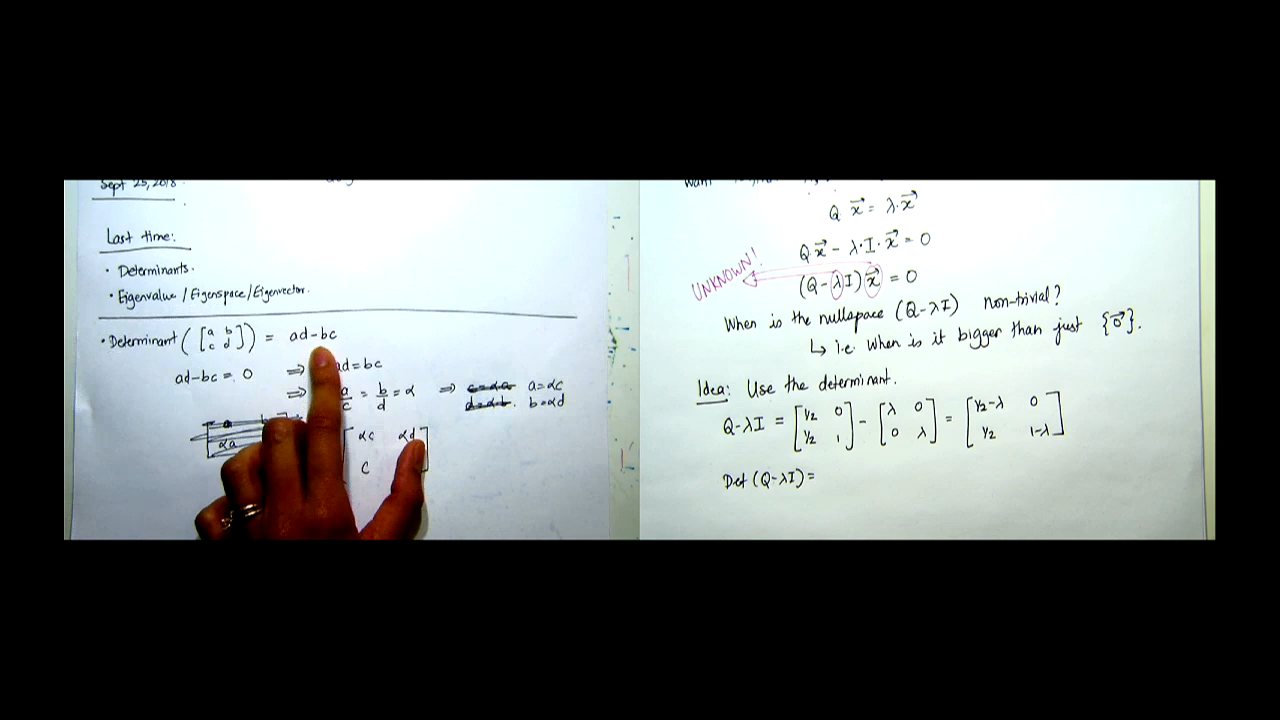 Sept 25, 2018
Last time:
• Determinants.
• Eigenvalue / Eigenspace / Eigenvector.
• Determinant ( [ a b
c d ] ) = ad-bc
ad-bc = 0 ⇒ ad = bc
⇒ a/c = b/d = α ⇒ c=αa a=αc
d=αb. b=αd
a b
αa
αc αd
c
want
Q x⃗ = λ·x⃗
Q x⃗ - λ·I·x⃗ = 0
UNKNOWN!
(Q-λI) x⃗ = 0
When is the nullspace (Q-λI) non-trivial?
↳ i.e. When is it bigger than just {0⃗}.
Idea: Use the determinant.
Q-λI = [ 1/2 0
1/2 1 ] - [ λ 0
0 λ ] = [ 1/2-λ 0
1/2 1-λ ]
Det (Q-λI) =